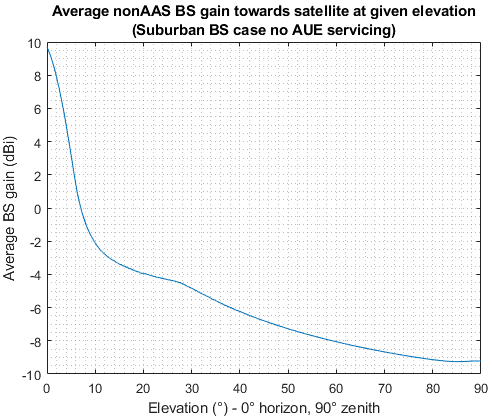 Average nonAAS BS gain towards satellite at given elevation
(Suburban BS case no AUE servicing)
Average BS gain (dBi)
10
8
6
4
2
0
-2
-4
-6
-8
-10
0 10 20 30 40 50 60 70 80 90
Elevation (°) - 0° horizon, 90° zenith